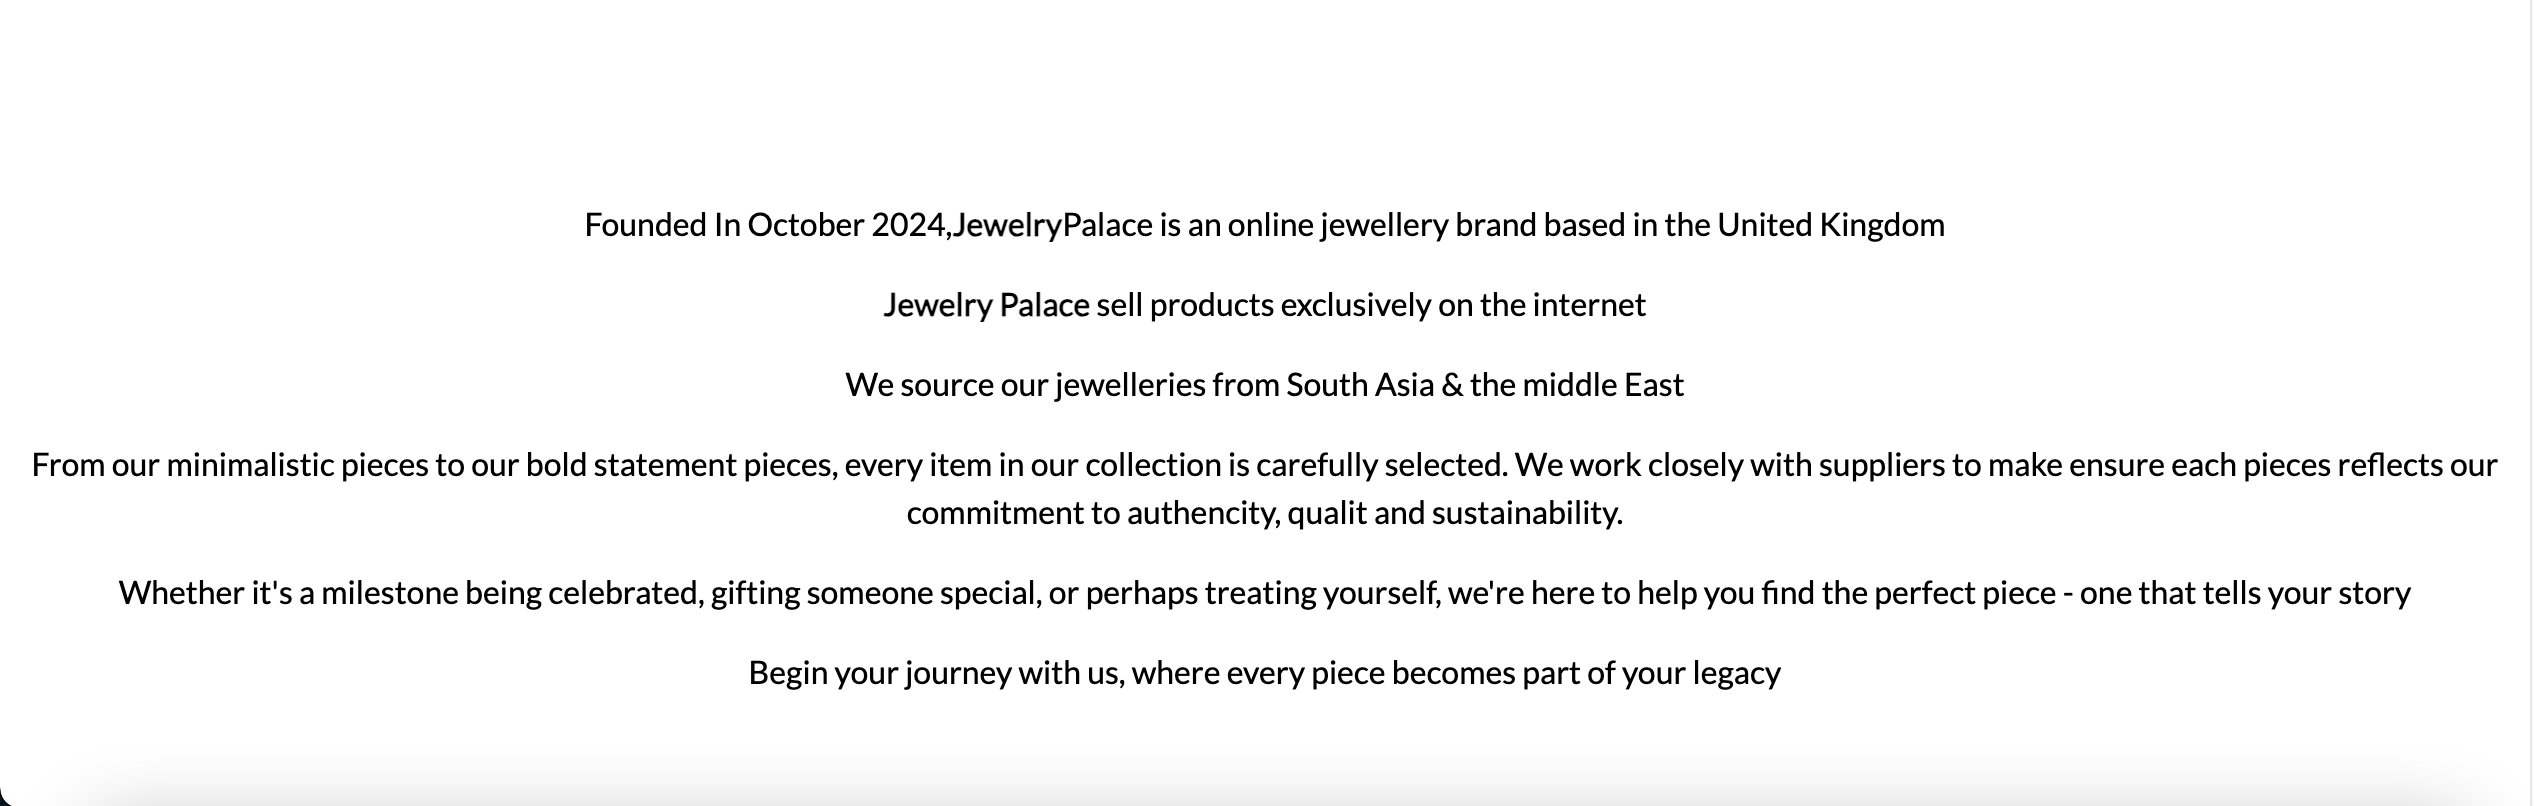 Founded In October 2024,JewelryPalace is an online jewellery brand based in the United Kingdom
Jewelry Palace sell products exclusively on the internet
We source our jewelleries from South Asia & the middle East
From our minimalistic pieces to our bold statement pieces, every item in our collection is carefully selected. We work closely with suppliers to make ensure each pieces reflects our
commitment to authencity, qualit and sustainability.
Whether it's a milestone being celebrated, gifting someone special, or perhaps treating yourself, we're here to help you find the perfect piece - one that tells your story
Begin your journey with us, where every piece becomes part of your legacy